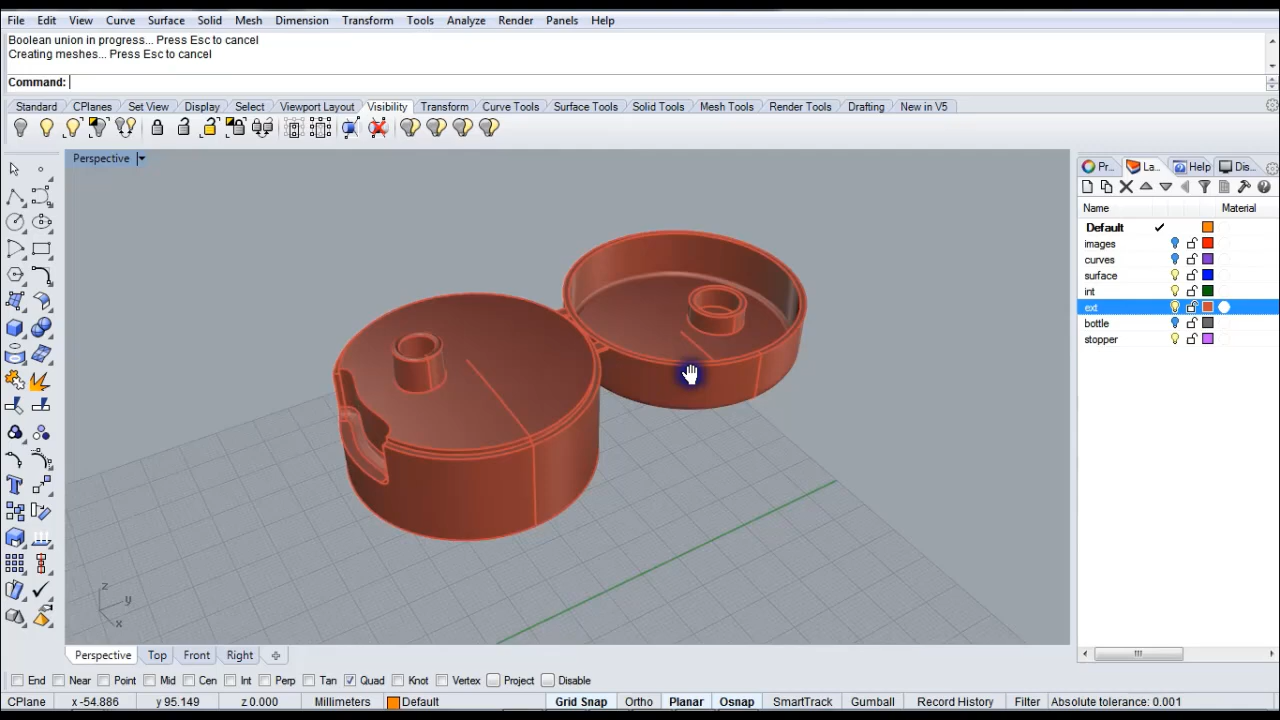 File Edit View Curve Surface Solid Mesh Dimension Transform Tools Analyze Render Panels Help
Boolean union in progress... Press Esc to cancel
Creating meshes... Press Esc to cancel
Command:
Standard CPlanes Set View Display Select Viewport Layout Visibility Transform Curve Tools Surface Tools Solid Tools Mesh Tools Render Tools Drafting New in V5
Perspective
Pr... La... Help Dis...
Name Material
Default
images
curves
surface
int
ext
bottle
stopper
z
y
x
Perspective Top Front Right
End Near Point Mid Cen Int Perp Tan Quad Knot Vertex Project Disable
CPlane x -54.886 y 95.149 z 0.000 Millimeters Default Grid Snap Ortho Planar Osnap SmartTrack Gumball Record History Filter Absolute tolerance: 0.001